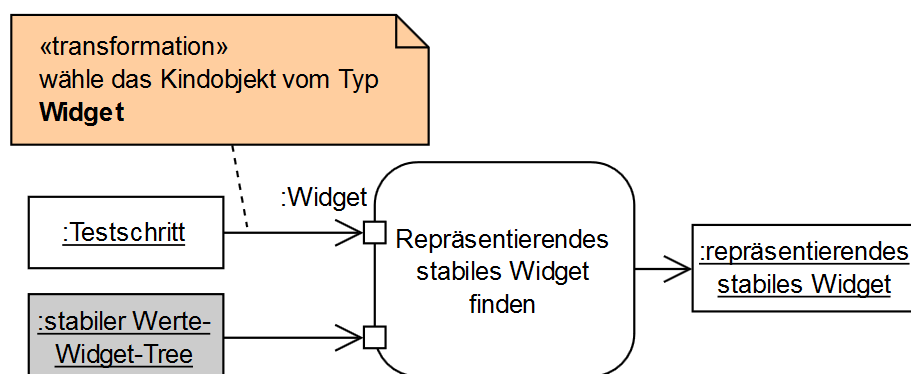 «transformation»
wähle das Kindobjekt vom Typ
Widget
:Widget
:Testschritt
Repräsentierendes
stabiles Widget
finden
:repräsentierendes
stabiles Widget
:stabiler Werte-
Widget-Tree